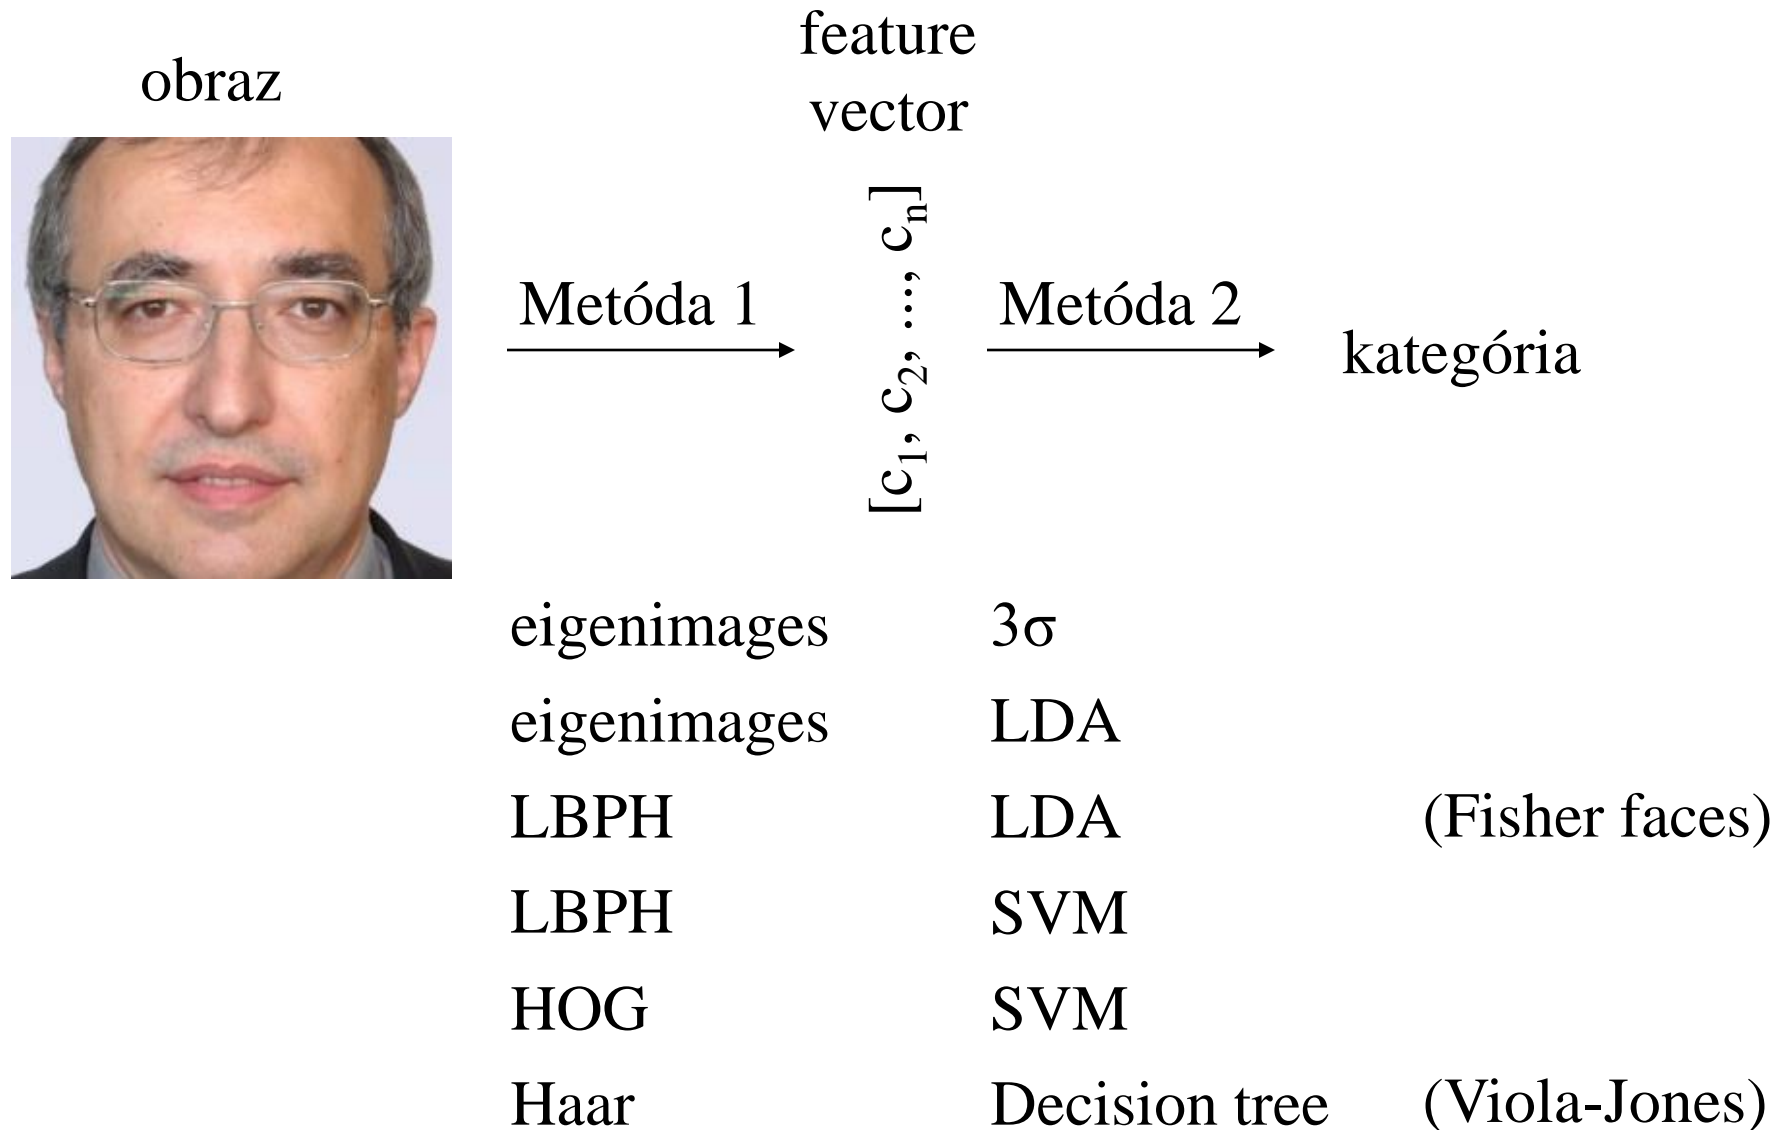 obraz
feature
vector
Metóda 1
[c₁, c₂, ..., cₙ]
Metóda 2
kategória
eigenimages 3σ
eigenimages LDA
LBPH LDA (Fisher faces)
LBPH SVM
HOG SVM
Haar Decision tree (Viola-Jones)